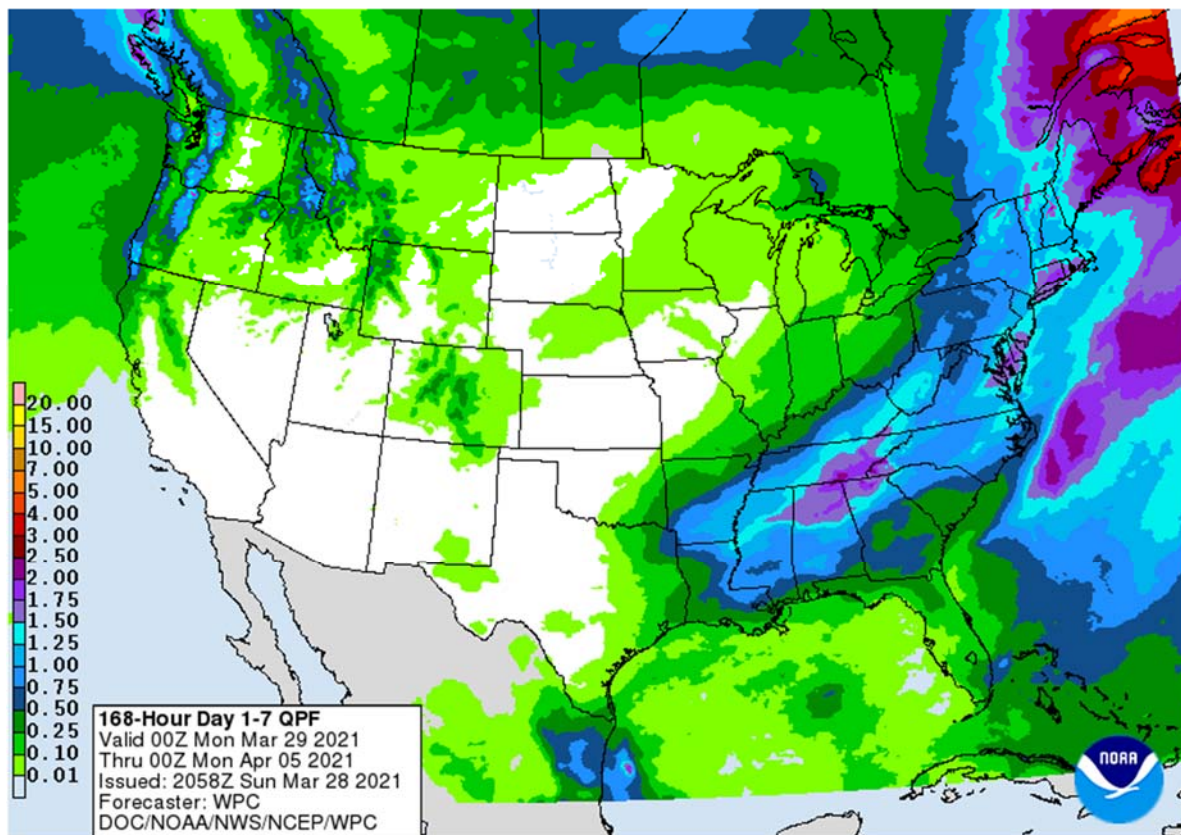 20.00
15.00
10.00
7.00
5.00
4.00
3.00
2.50
2.00
1.75
1.50
1.25
1.00
0.75
0.50
0.25
0.10
0.01
168-Hour Day 1-7 QPF
Valid 00Z Mon Mar 29 2021
Thru 00Z Mon Apr 05 2021
Issued: 2058Z Sun Mar 28 2021
Forecaster: WPC
DOC/NOAA/NWS/NCEP/WPC
NOAA